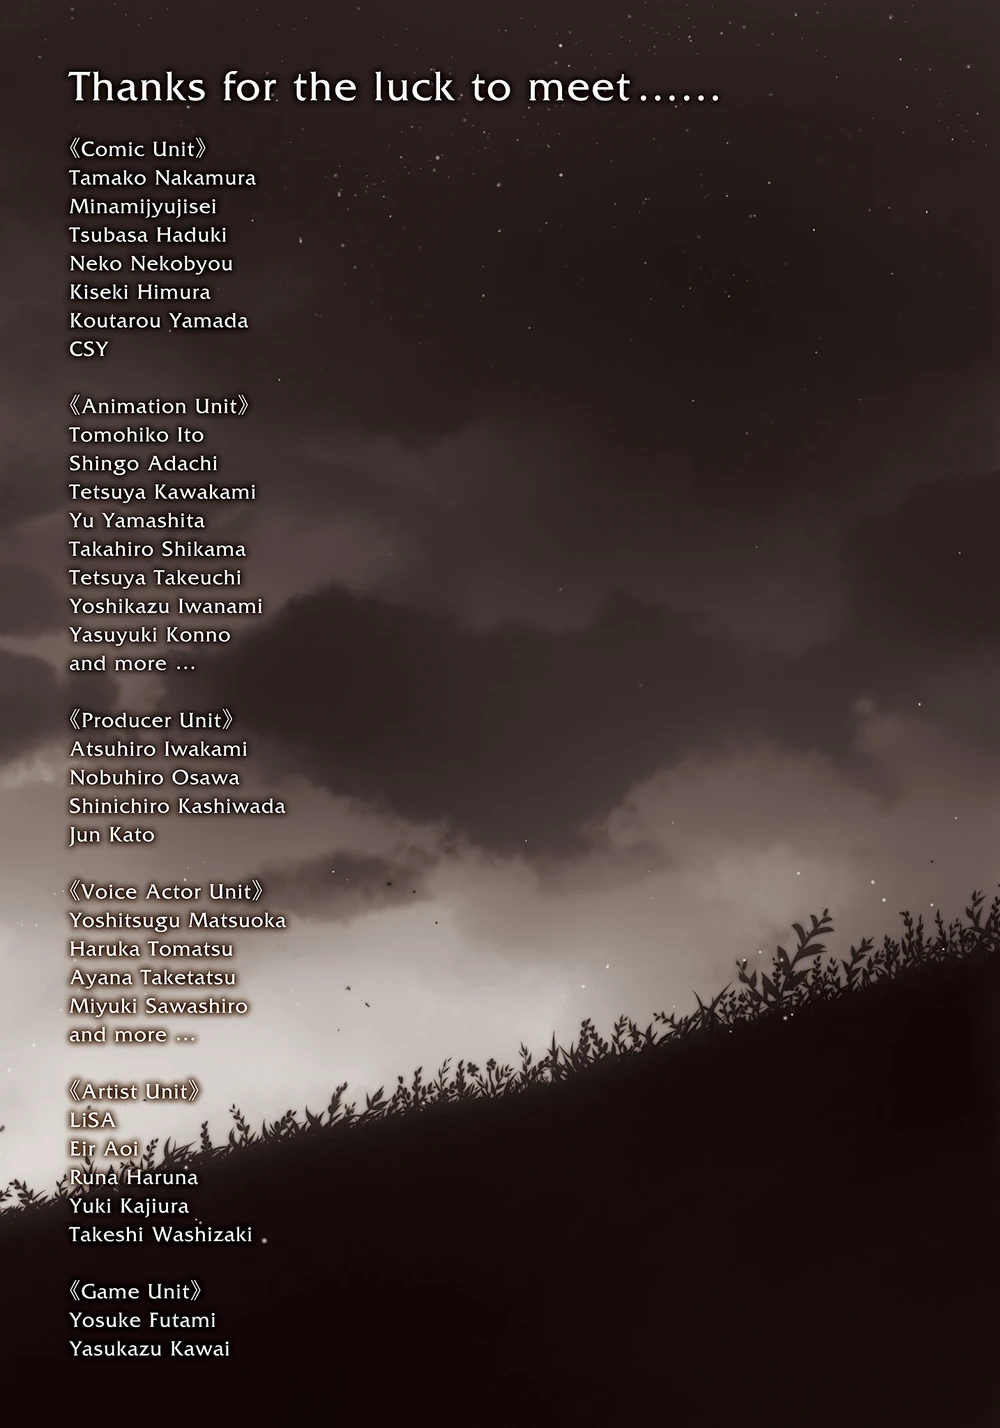 Thanks for the luck to meet……
《Comic Unit》
Tamako Nakamura
Minamijyujisei
Tsubasa Haduki
Neko Nekobyou
Kiseki Himura
Koutarou Yamada
CSY
《Animation Unit》
Tomohiko Ito
Shingo Adachi
Tetsuya Kawakami
Yu Yamashita
Takahiro Shikama
Tetsuya Takeuchi
Yoshikazu Iwanami
Yasuyuki Konno
and more …
《Producer Unit》
Atsuhiro Iwakami
Nobuhiro Osawa
Shinichiro Kashiwada
Jun Kato
《Voice Actor Unit》
Yoshitsugu Matsuoka
Haruka Tomatsu
Ayana Taketatsu
Miyuki Sawashiro
and more …
《Artist Unit》
LiSA
Eir Aoi
Runa Haruna
Yuki Kajiura
Takeshi Washizaki
《Game Unit》
Yosuke Futami
Yasukazu Kawai